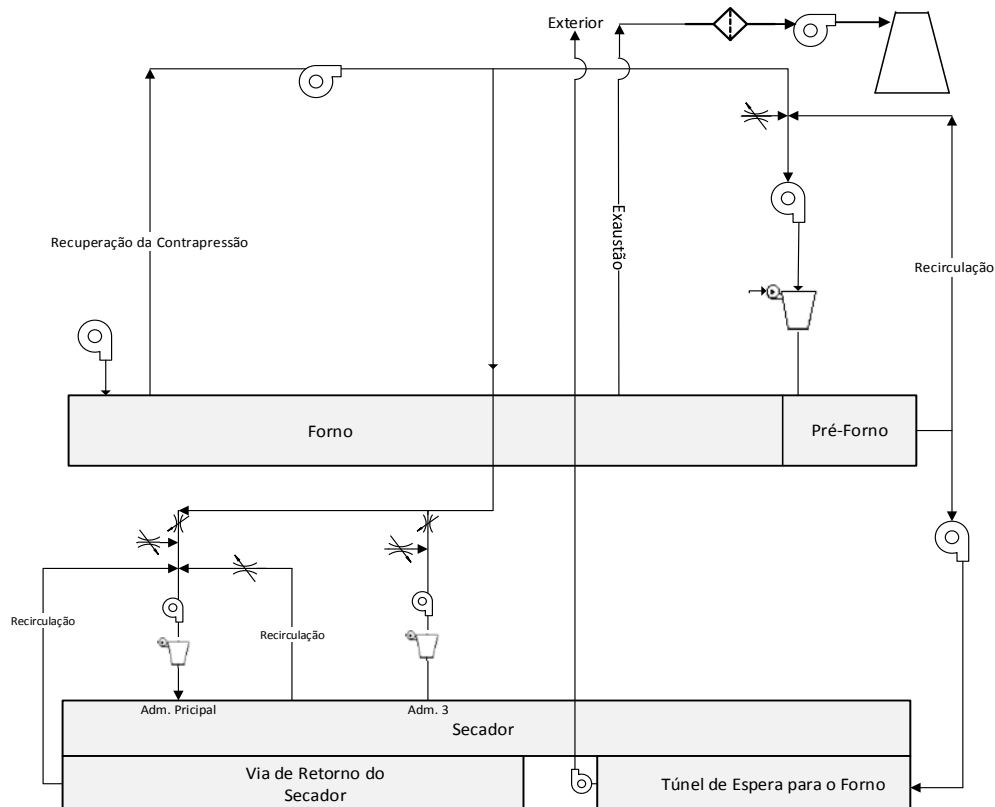 Exterior
Recuperação da Contrapressão
Exaustão
Recirculação
Forno
Pré-Forno
Recirculação
Recirculação
Adm. Pricipal
Adm. 3
Secador
Via de Retorno do
Secador
Túnel de Espera para o Forno